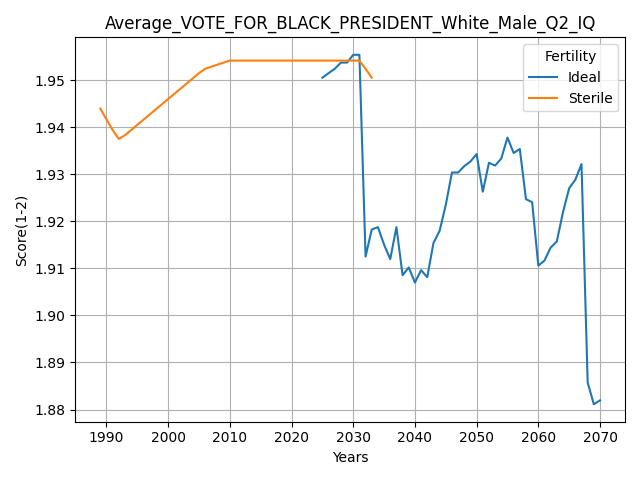 Average_VOTE_FOR_BLACK_PRESIDENT_White_Male_Q2_IQ
Fertility
Ideal
Sterile
Score(1-2)
1.95
1.94
1.93
1.92
1.91
1.90
1.89
1.88
1990 2000 2010 2020 2030 2040 2050 2060 2070
Years